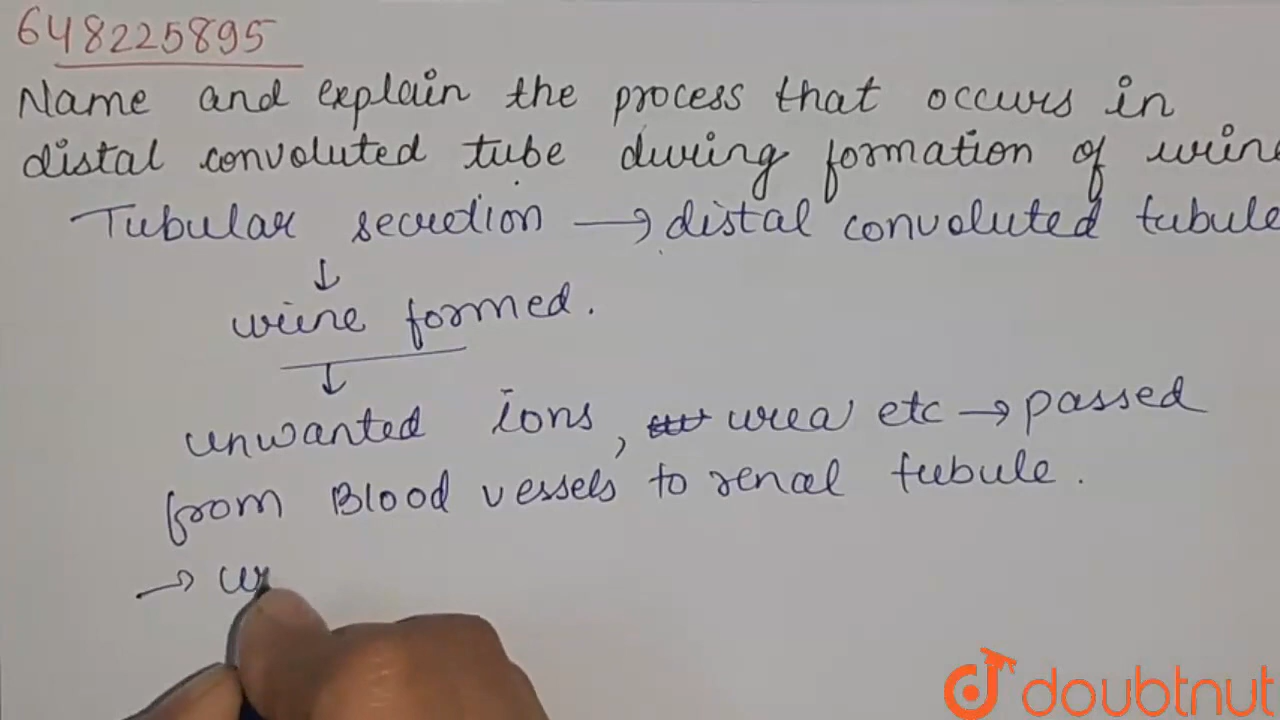 648225895
Name and explain the process that occurs in
distal convoluted tube during formation of urine
Tubular secretion → distal convoluted tubule
↓
urine formed.
↓
unwanted ions, urea etc → passed
from Blood vessels to renal tubule.
→ ur
doubtnut